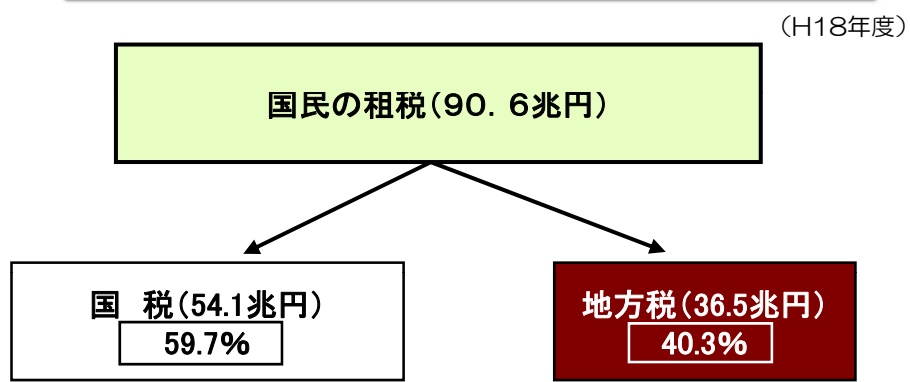 （H18年度）
国民の租税（９０．６兆円）
国　税（54.1兆円）
59.7%
地方税（36.5兆円）
40.3%